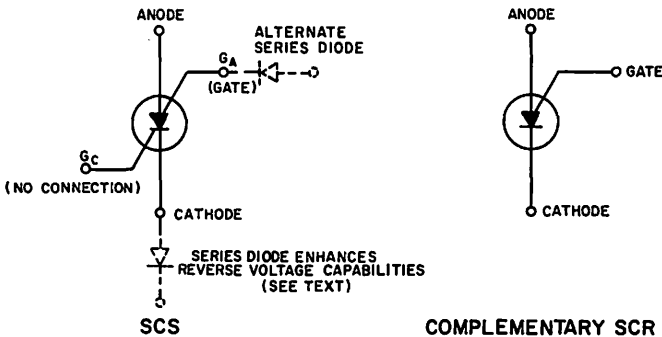 ANODE
ALTERNATE
SERIES DIODE
GA
(GATE)
GC
(NO CONNECTION)
CATHODE
SERIES DIODE ENHANCES
REVERSE VOLTAGE CAPABILITIES
(SEE TEXT)
SCS
ANODE
GATE
CATHODE
COMPLEMENTARY SCR